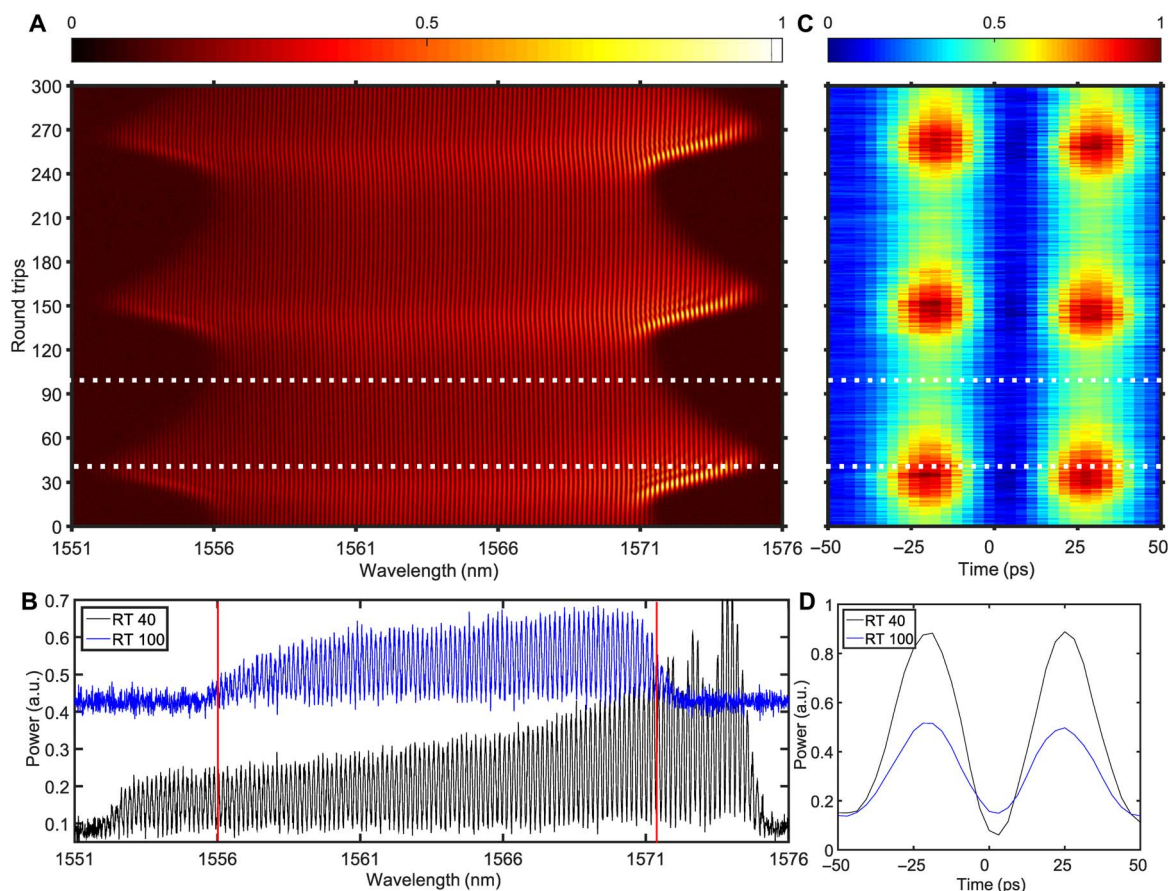 A
0 0.5 1
Round trips
300
270
240
210
180
150
120
90
60
30
0
1551 1556 1561 1566 1571 1576
Wavelength (nm)
C
0 0.5 1
−50 −25 0 25 50
Time (ps)
B
RT 40
RT 100
Power (a.u.)
0.7
0.6
0.5
0.4
0.3
0.2
0.1
1551 1556 1561 1566 1571 1576
Wavelength (nm)
D
RT 40
RT 100
Power (a.u.)
1
0.8
0.6
0.4
0.2
0
−50 −25 0 25 50
Time (ps)